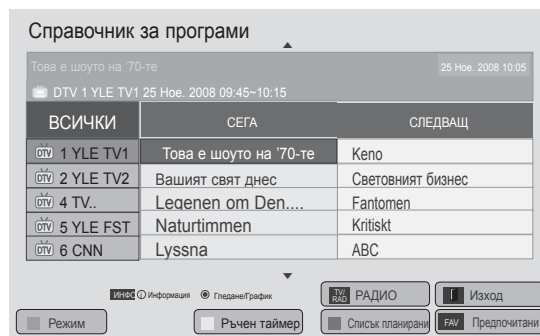 Справочник за програми
Това е шоуто на '70-те 25 Ное. 2008 10:05
DTV 1 YLE TV1 25 Ное. 2008 09:45~10:15
ВСИЧКИ СЕГА СЛЕДВАЩ
DTV 1 YLE TV1 Това е шоуто на '70-те Keno
DTV 2 YLE TV2 Вашият свят днес Световният бизнес
DTV 4 TV.. Legenen om Den.... Fantomen
DTV 5 YLE FST Naturtimmen Kritiskt
DTV 6 CNN Lyssna ABC
ИНФО i Информация Гледане/График TV/RAD РАДИО Изход
Режим Ръчен таймер Списък планирани FAV Предпочитани